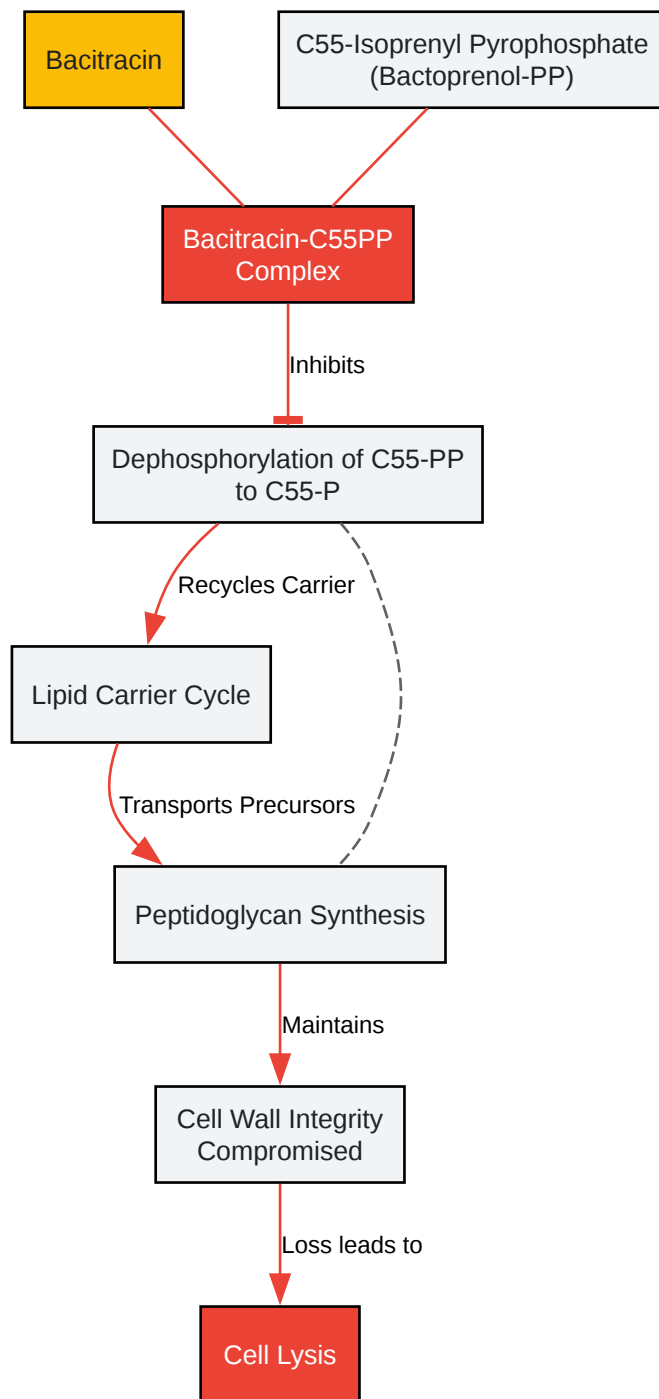 Bacitracin
C55-Isoprenyl Pyrophosphate
(Bactoprenol-PP)
Bacitracin-C55PP
Complex
Inhibits
Dephosphorylation of C55-PP
to C55-P
Recycles Carrier
Lipid Carrier Cycle
Transports Precursors
Peptidoglycan Synthesis
Maintains
Cell Wall Integrity
Compromised
Loss leads to
Cell Lysis